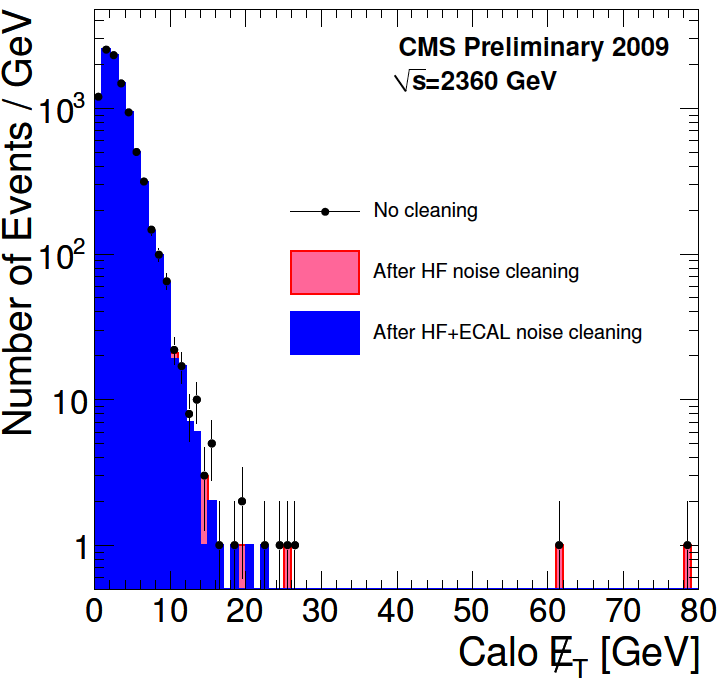 CMS Preliminary 2009
√s=2360 GeV
Number of Events / GeV
10³
10²
10
1
No cleaning
After HF noise cleaning
After HF+ECAL noise cleaning
0 10 20 30 40 50 60 70 80
Calo E̸T [GeV]